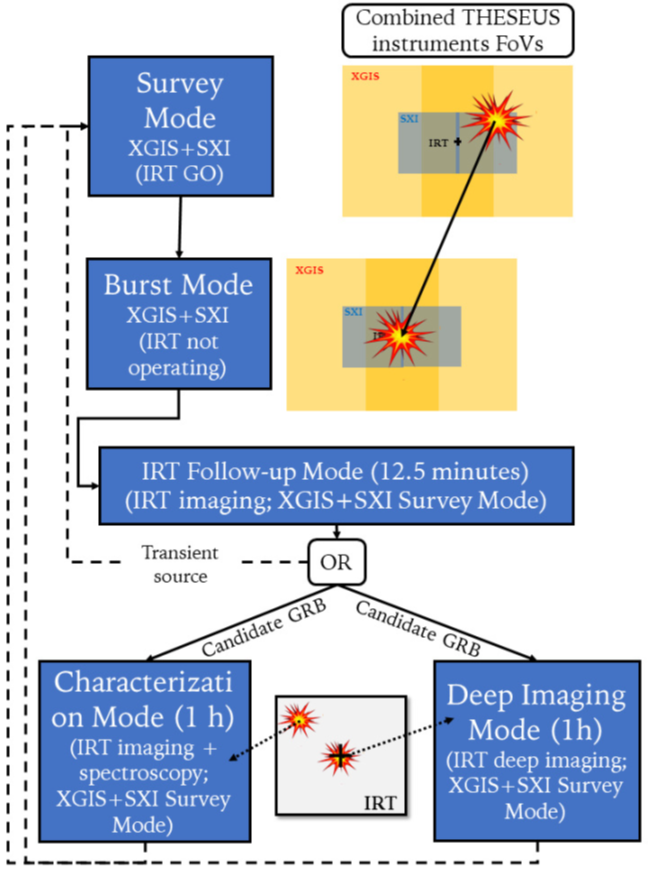 Combined THESEUS
instruments FoVs
Survey
Mode
XGIS+SXI
(IRT GO)
XGIS
SXI
IRT
Burst Mode
XGIS+SXI
(IRT not
operating)
XGIS
SXI
IRT Follow-up Mode (12.5 minutes)
(IRT imaging; XGIS+SXI Survey Mode)
Transient
source
OR
Candidate GRB
Candidate GRB
Characterizati
on Mode (1 h)
(IRT imaging +
spectroscopy;
XGIS+SXI Survey
Mode)
IRT
Deep Imaging
Mode (1h)
(IRT deep imaging;
XGIS+SXI Survey
Mode)